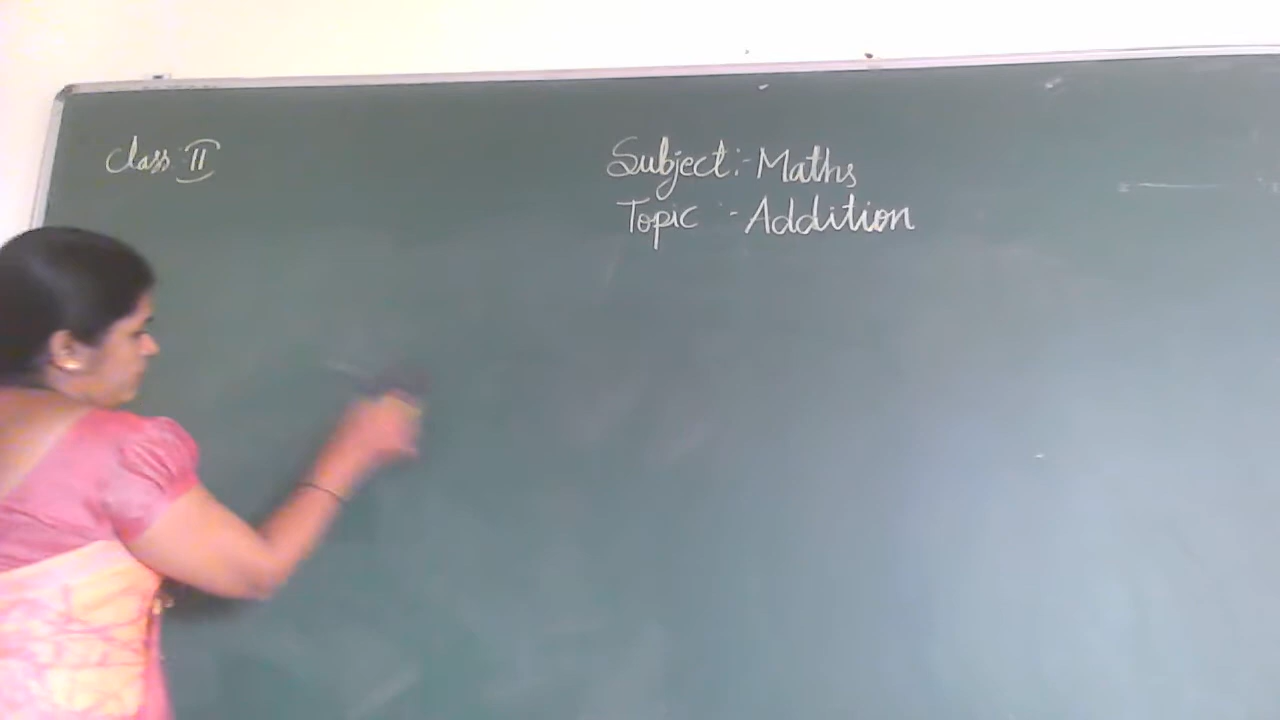 Class II
Subject:- Maths
Topic :- Addition